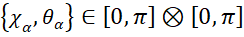 {χ_α, θ_α} ∈ [0, π] ⊗ [0, π]